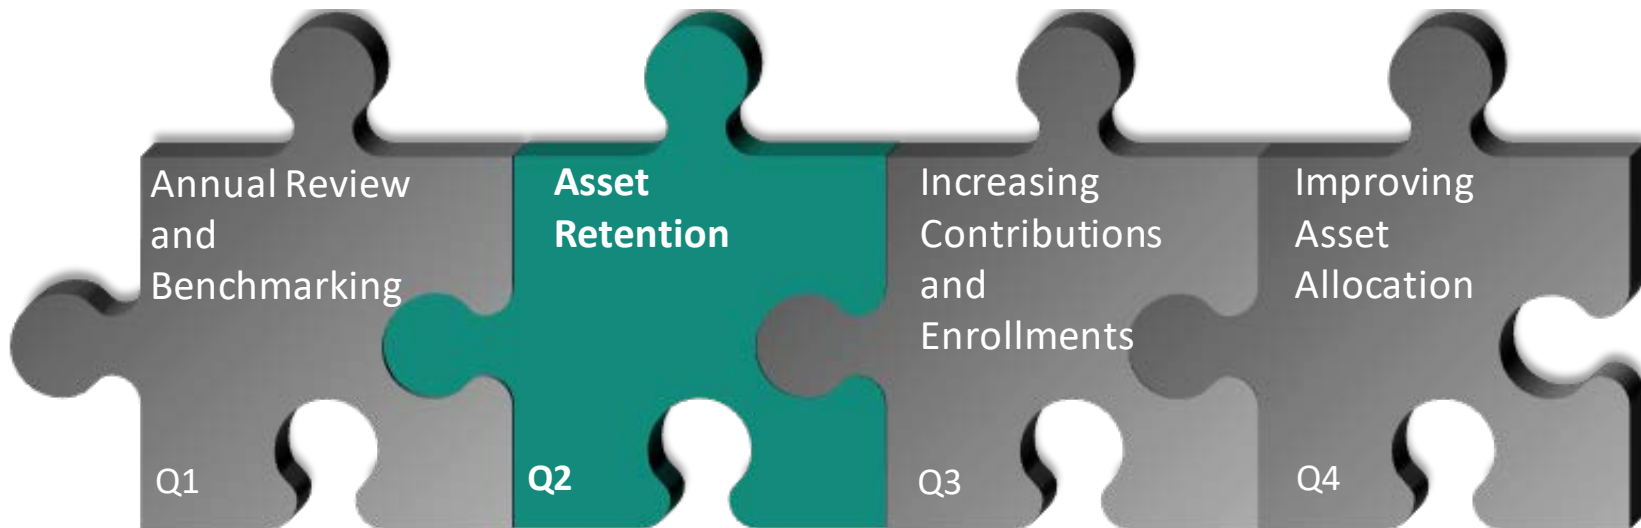 Annual Review
and
Benchmarking
Q1
Asset
Retention
Q2
Increasing
Contributions
and
Enrollments
Q3
Improving
Asset
Allocation
Q4